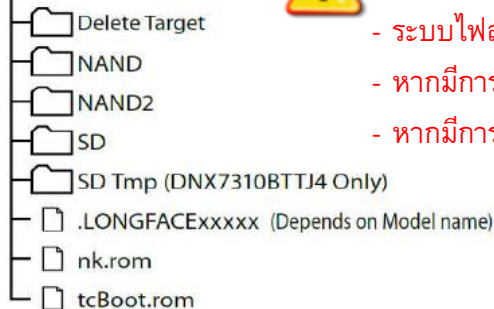 Delete Target
- ระบบไฟล
NAND
- หากมีการ
NAND2
- หากมีการ
SD
SD Tmp (DNX7310BTTJ4 Only)
.LONGFACExxxxx (Depends on Model name)
nk.rom
tcBoot.rom